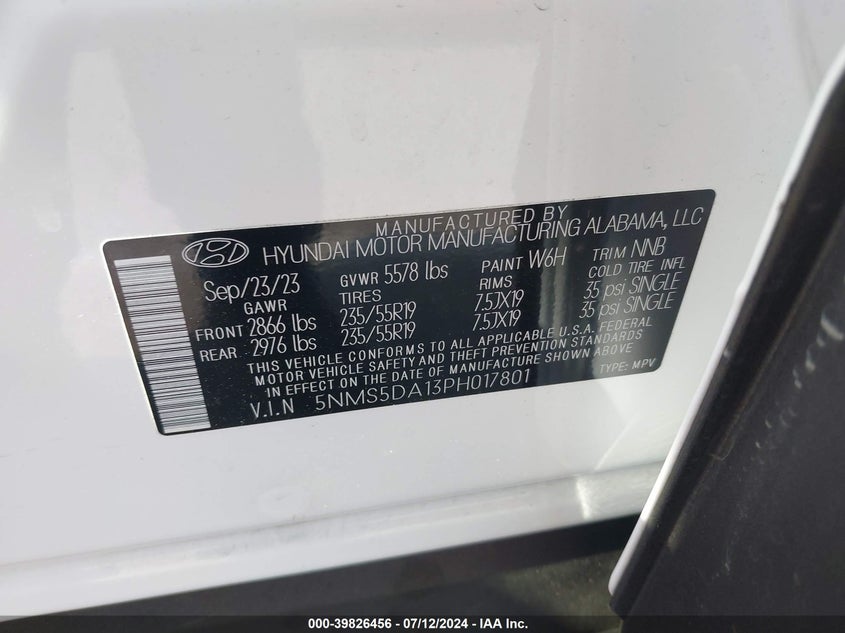 MANUFACTURED BY
HYUNDAI MOTOR MANUFACTURING ALABAMA, LLC
Sep/23/23 GVWR 5578 lbs PAINT W6H TRIM NNB
GAWR TIRES RIMS COLD TIRE INFL
FRONT 2866 lbs 235/55R19 7.5JX19 35 psi SINGLE
REAR 2976 lbs 235/55R19 7.5JX19 35 psi SINGLE
THIS VEHICLE CONFORMS TO ALL APPLICABLE U.S.A. FEDERAL
MOTOR VEHICLE SAFETY AND THEFT PREVENTION STANDARDS
IN EFFECT ON THE DATE OF MANUFACTURE SHOWN ABOVE
V.I.N 5NMS5DA13PH017801 TYPE: MPV
000-39826456 - 07/12/2024 - IAA Inc.